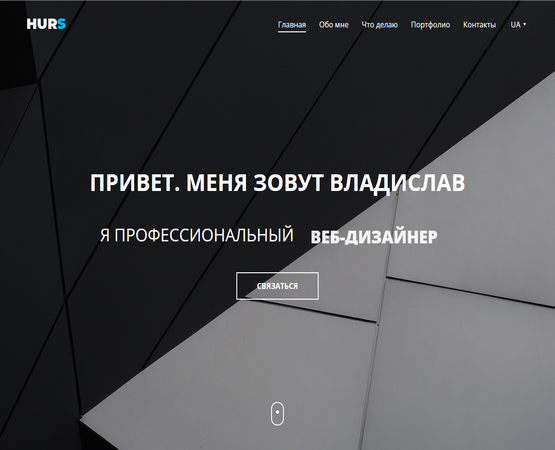 HURS
Главная Обо мне Что делаю Портфолио Контакты UA
ПРИВЕТ. МЕНЯ ЗОВУТ ВЛАДИСЛАВ
Я ПРОФЕССИОНАЛЬНЫЙ ВЕБ-ДИЗАЙНЕР
СВЯЗАТЬСЯ